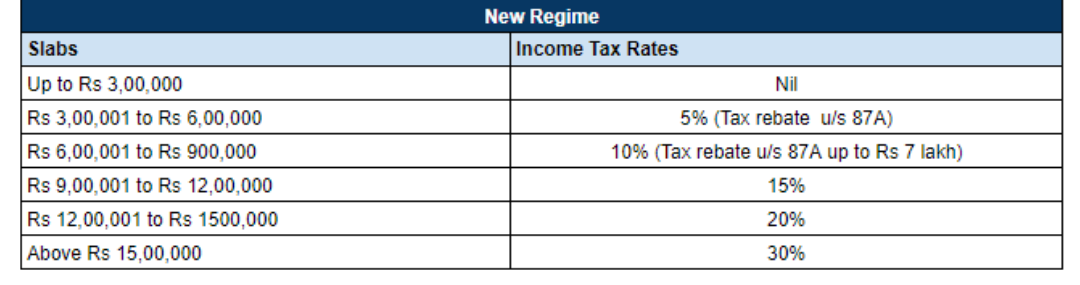 New Regime
Slabs Income Tax Rates
Up to Rs 3,00,000 Nil
Rs 3,00,001 to Rs 6,00,000 5% (Tax rebate u/s 87A)
Rs 6,00,001 to Rs 900,000 10% (Tax rebate u/s 87A up to Rs 7 lakh)
Rs 9,00,001 to Rs 12,00,000 15%
Rs 12,00,001 to Rs 1500,000 20%
Above Rs 15,00,000 30%